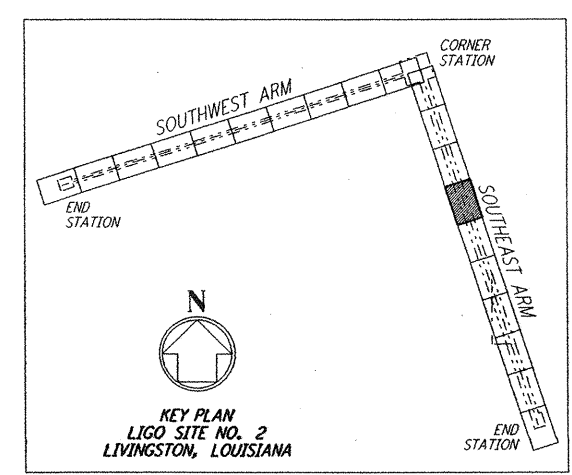 CORNER
STATION
SOUTHWEST ARM
END
STATION
SOUTHEAST ARM
N
KEY PLAN
LIGO SITE NO. 2
LIVINGSTON, LOUISIANA
END
STATION